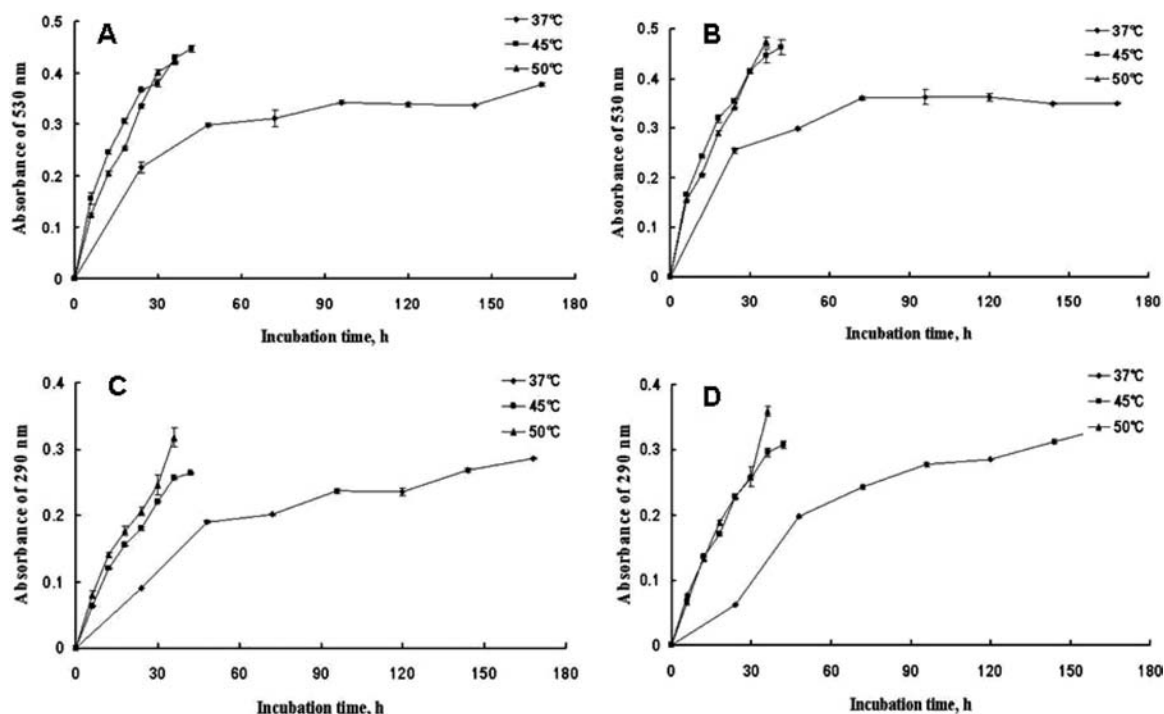 A
37°C
45°C
50°C
Absorbance of 530 nm
0.5
0.4
0.3
0.2
0.1
0
0 30 60 90 120 150 180
Incubation time, h
B
37°C
45°C
50°C
Absorbance of 530 nm
0.5
0.4
0.3
0.2
0.1
0
0 30 60 90 120 150 180
Incubation time, h
C
37°C
45°C
50°C
Absorbance of 290 nm
0.4
0.3
0.2
0.1
0
0 30 60 90 120 150 180
Incubation time, h
D
37°C
45°C
50°C
Absorbance of 290 nm
0.4
0.3
0.2
0.1
0
0 30 60 90 120 150 180
Incubation time, h